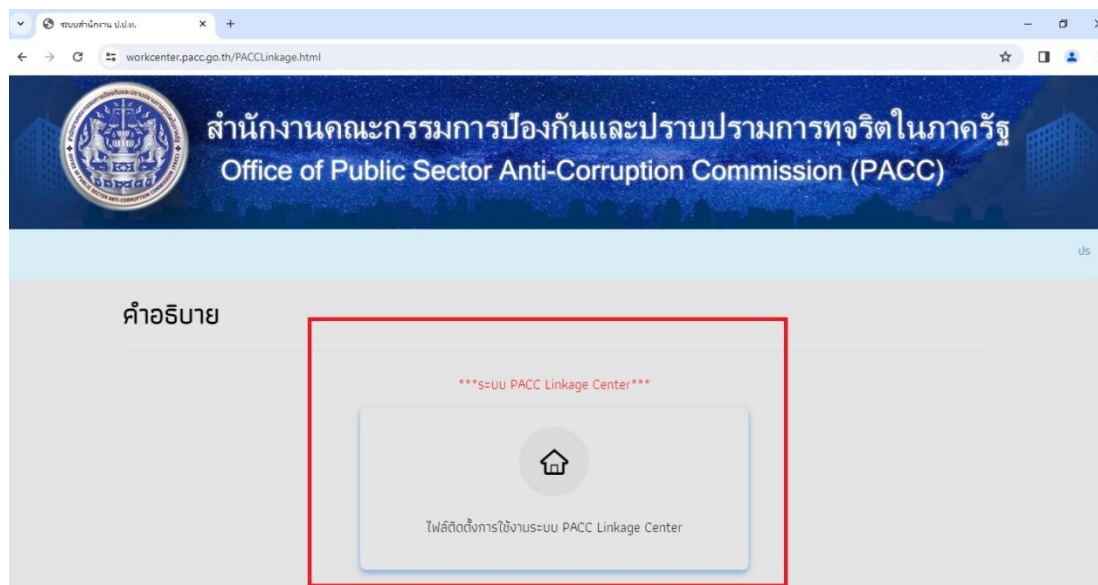 ระบบสำนักงาน ป.ป.ท.
workcenter.pacc.go.th/PACCLinkage.html
สำนักงานคณะกรรมการป้องกันและปราบปรามการทุจริตในภาครัฐ
Office of Public Sector Anti-Corruption Commission (PACC)
ประ
คำอธิบาย
***ระบบ PACC Linkage Center***
ไฟล์ติดตั้งการใช้งานระบบ PACC Linkage Center